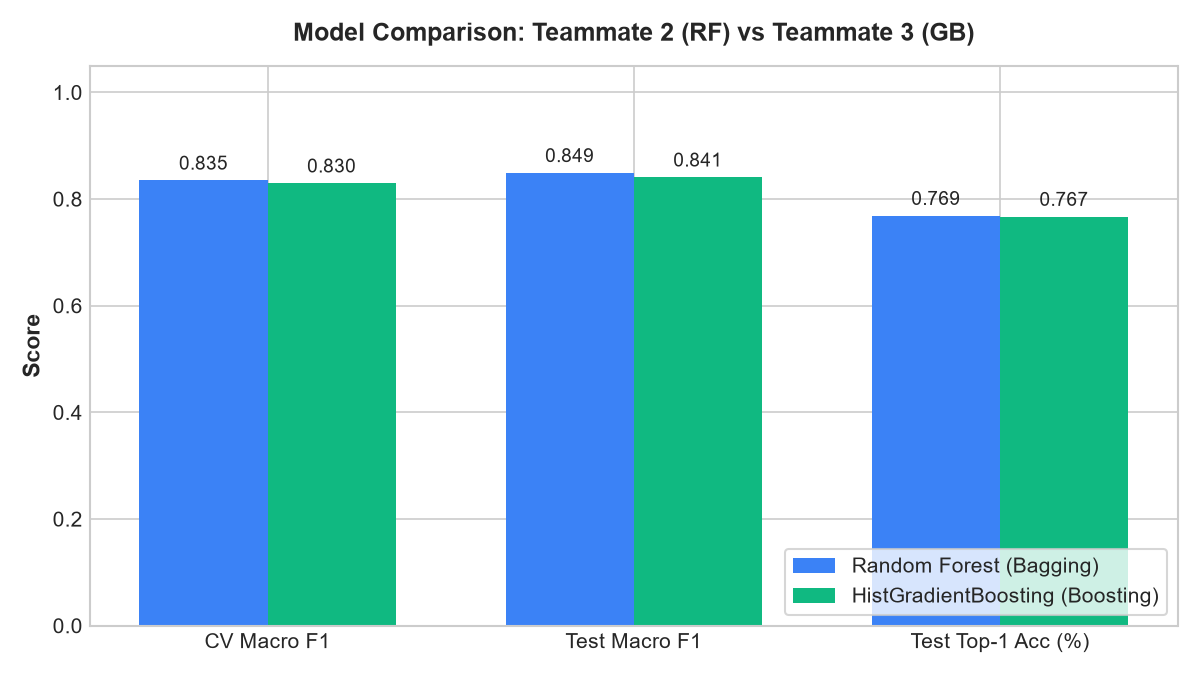 Model Comparison: Teammate 2 (RF) vs Teammate 3 (GB)
Score
1.0
0.8
0.6
0.4
0.2
0.0
0.835
0.830
0.849
0.841
0.769
0.767
Random Forest (Bagging)
HistGradientBoosting (Boosting)
CV Macro F1
Test Macro F1
Test Top-1 Acc (%)